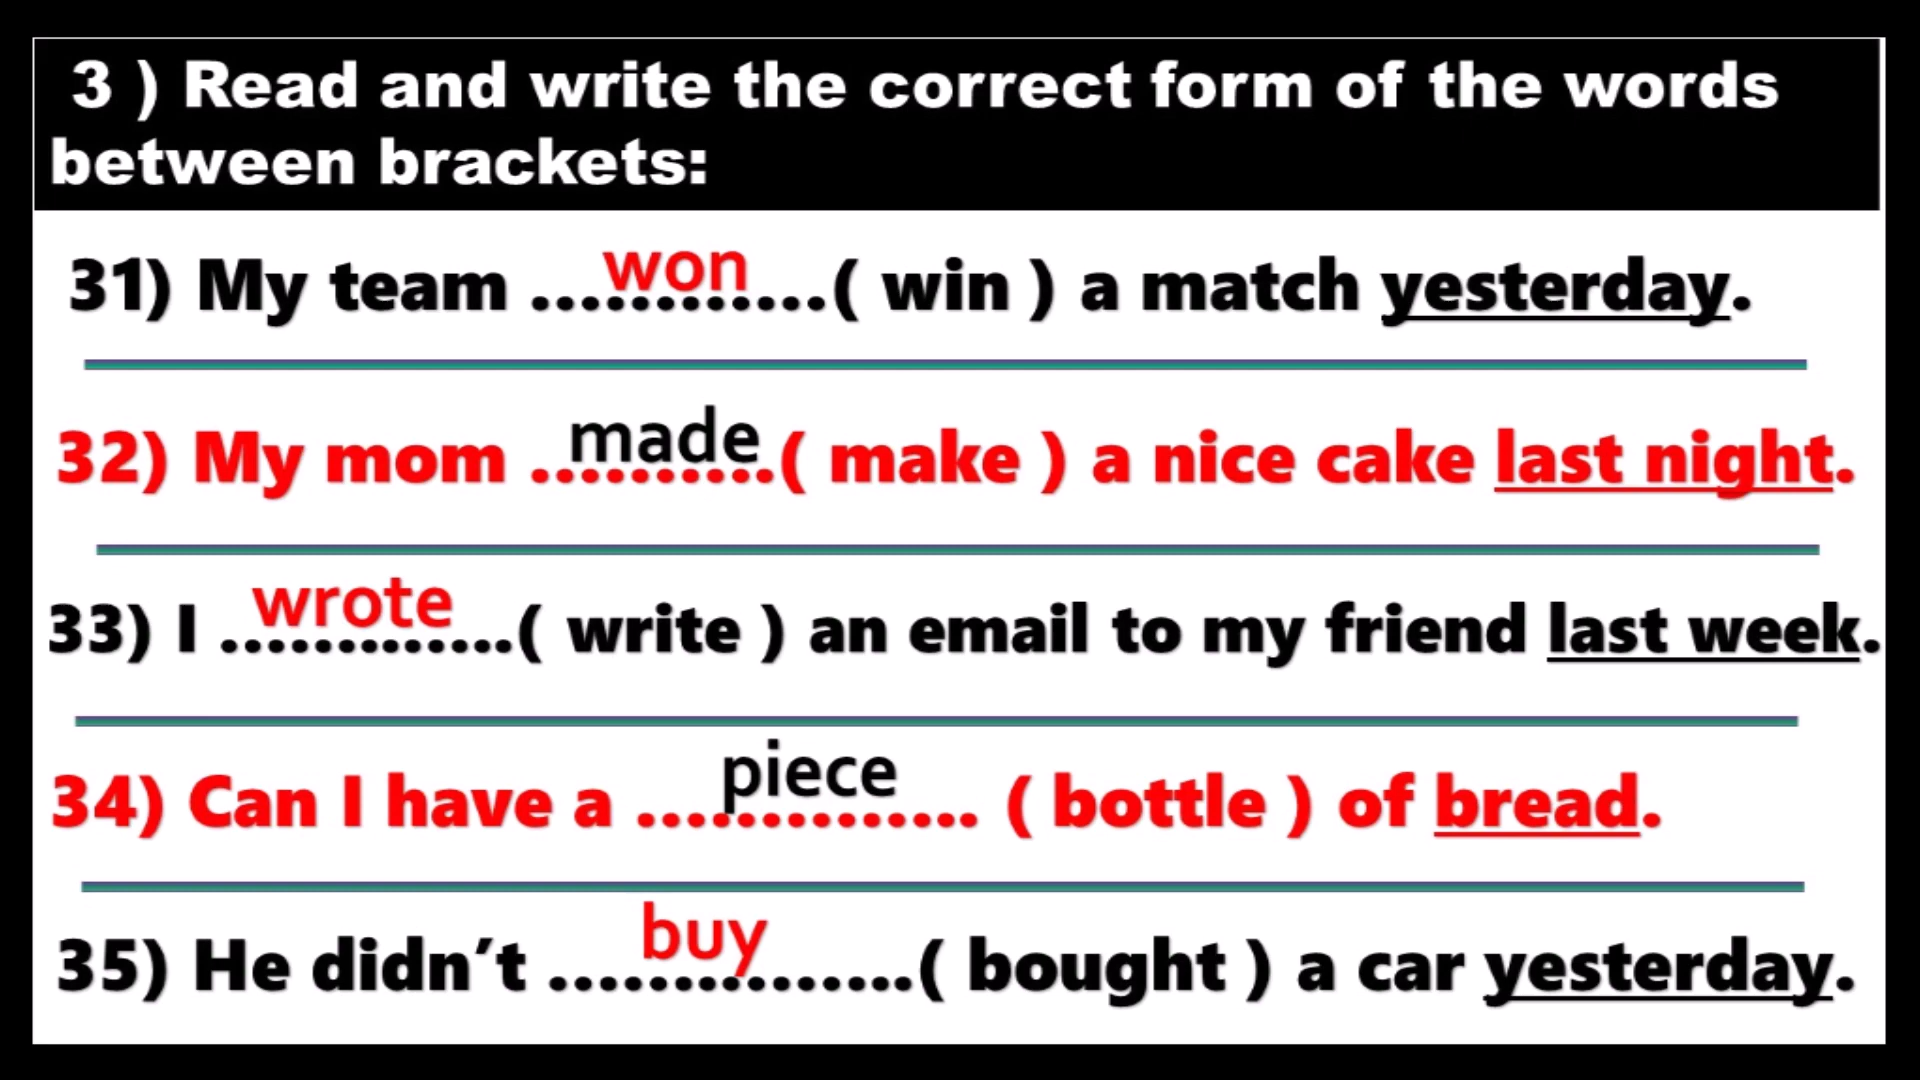 3 ) Read and write the correct form of the words
between brackets:
31) My team ......won......( win ) a match yesterday.
32) My mom .....made.....( make ) a nice cake last night.
33) I ......wrote.......( write ) an email to my friend last week.
34) Can I have a .......piece....... ( bottle ) of bread.
35) He didn’t .......buy........( bought ) a car yesterday.